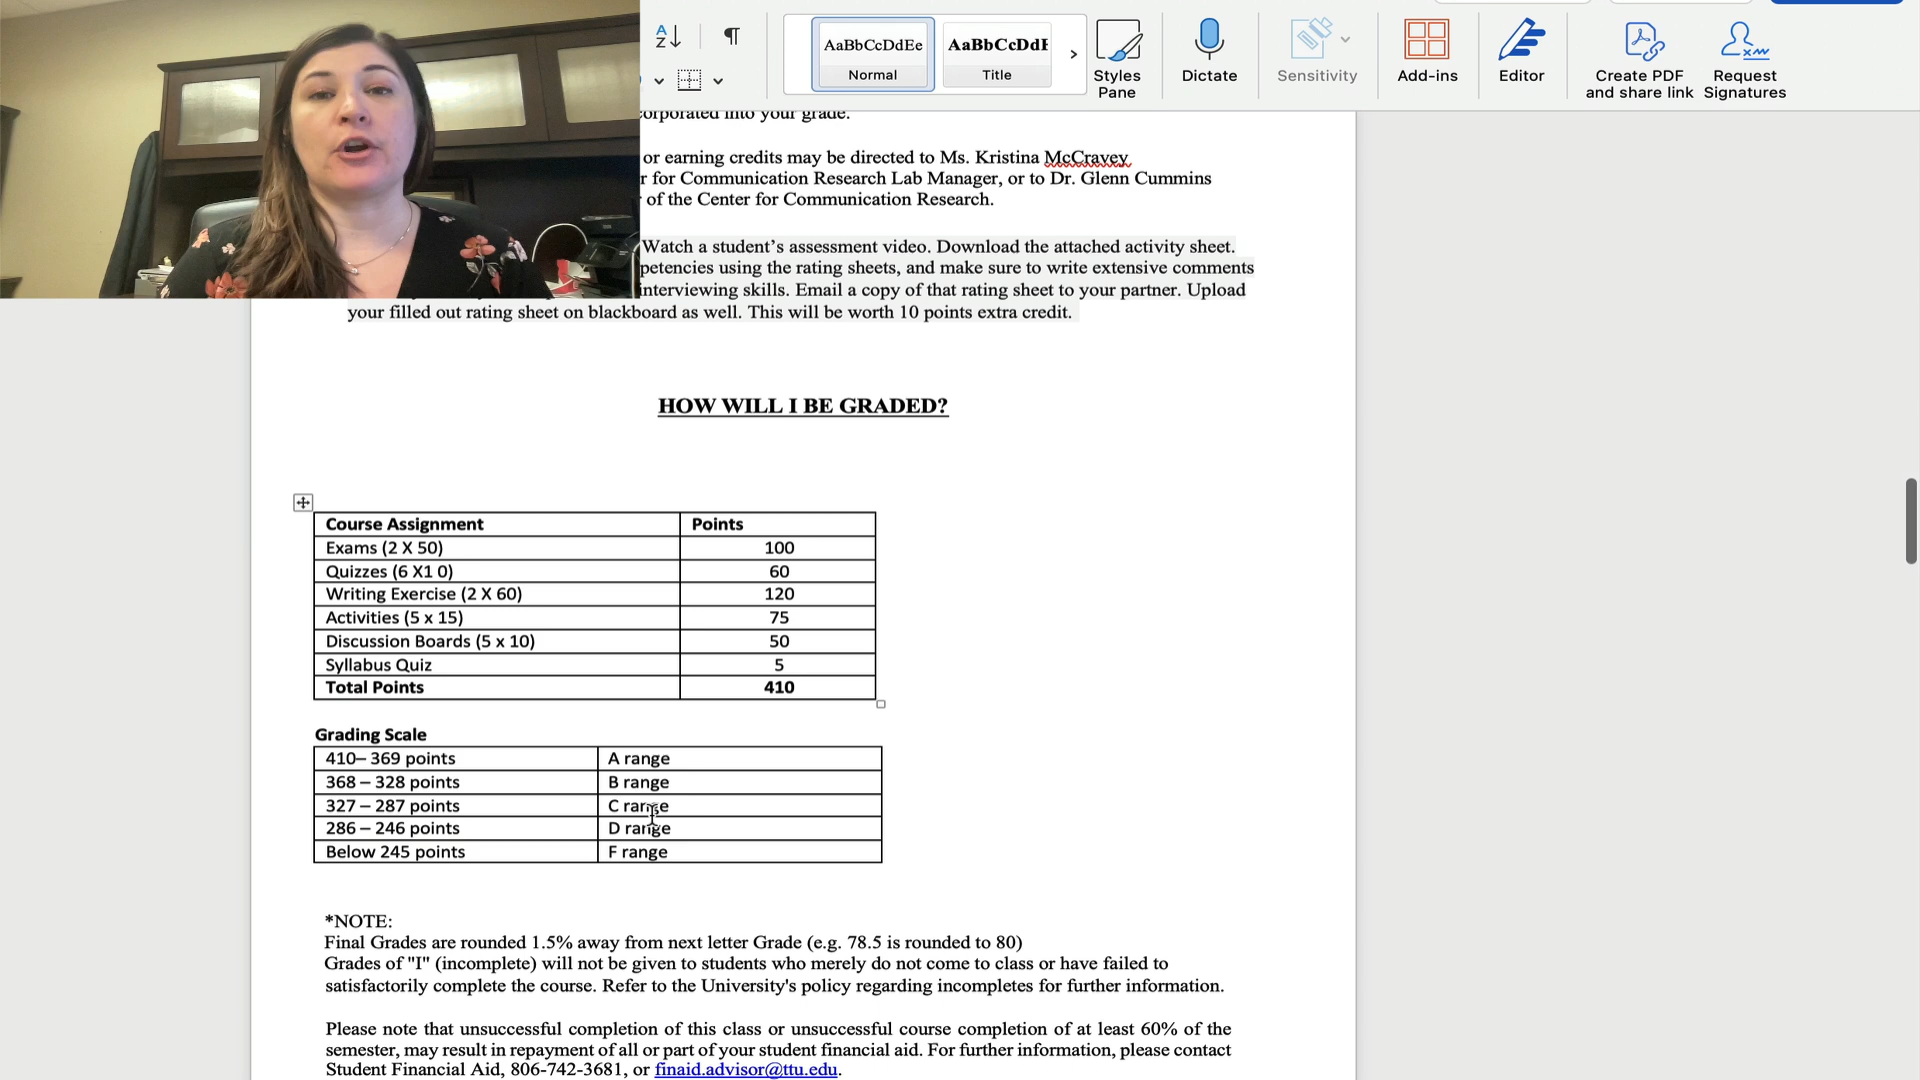 A
Z
¶
AaBbCcDdEe
Normal
AaBbCcDdE
Title
Styles
Pane
Dictate
Sensitivity
Add-ins
Editor
Create PDF
and share link
Request
Signatures
orporated into your grade.
or earning credits may be directed to Ms. Kristina McCravey
r for Communication Research Lab Manager, or to Dr. Glenn Cummins
of the Center for Communication Research.
Watch a student's assessment video. Download the attached activity sheet.
petencies using the rating sheets, and make sure to write extensive comments
interviewing skills. Email a copy of that rating sheet to your partner. Upload
your filled out rating sheet on blackboard as well. This will be worth 10 points extra credit.
HOW WILL I BE GRADED?
Course Assignment Points
Exams (2 X 50) 100
Quizzes (6 X1 0) 60
Writing Exercise (2 X 60) 120
Activities (5 x 15) 75
Discussion Boards (5 x 10) 50
Syllabus Quiz 5
Total Points 410
Grading Scale
410– 369 points A range
368 – 328 points B range
327 – 287 points C range
286 – 246 points D range
Below 245 points F range
*NOTE:
Final Grades are rounded 1.5% away from next letter Grade (e.g. 78.5 is rounded to 80)
Grades of "I" (incomplete) will not be given to students who merely do not come to class or have failed to
satisfactorily complete the course. Refer to the University's policy regarding incompletes for further information.
Please note that unsuccessful completion of this class or unsuccessful course completion of at least 60% of the
semester, may result in repayment of all or part of your student financial aid. For further information, please contact
Student Financial Aid, 806-742-3681, or finaid.advisor@ttu.edu.